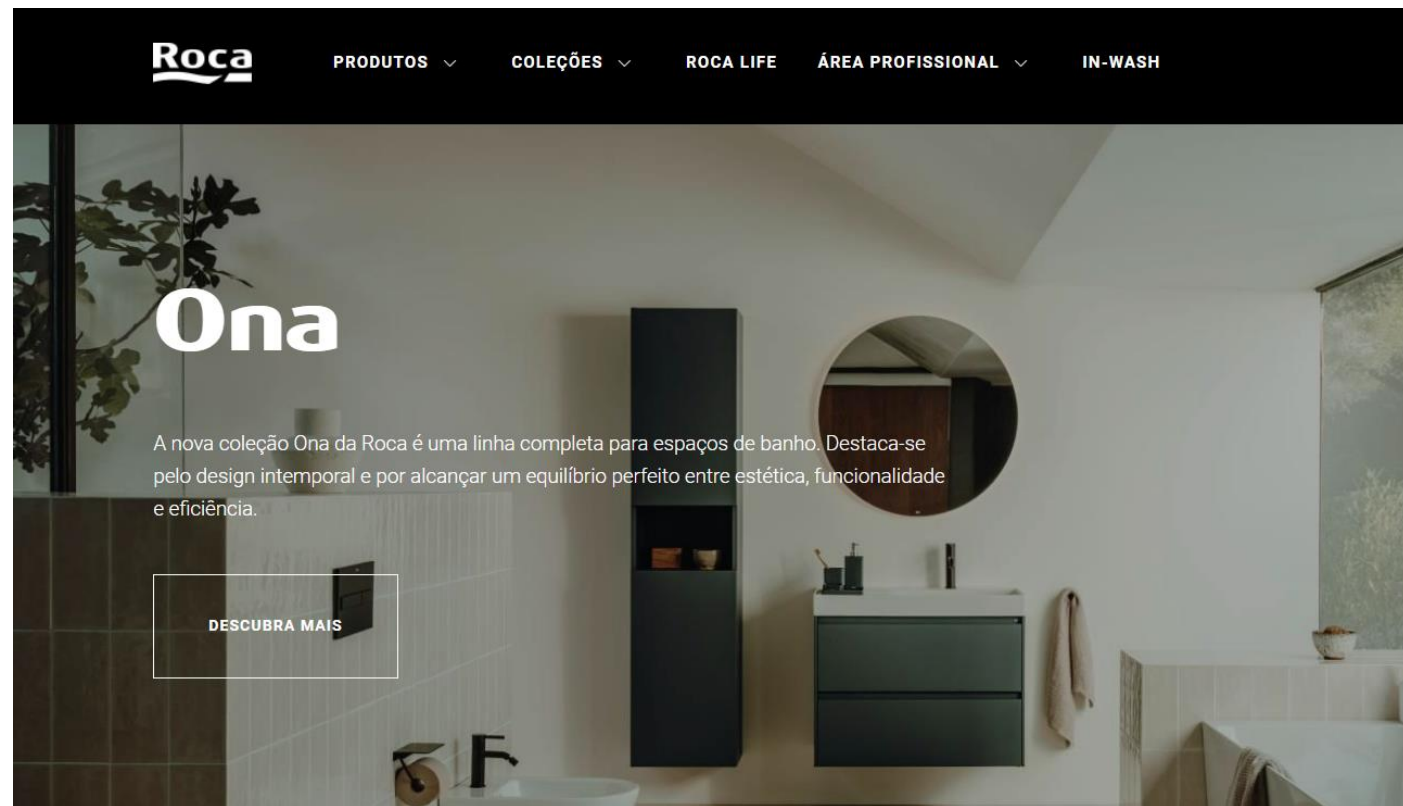 Roca
PRODUTOS
COLEÇÕES
ROCA LIFE
ÁREA PROFISSIONAL
IN-WASH
Ona
A nova coleção Ona da Roca é uma linha completa para espaços de banho. Destaca-se
pelo design intemporal e por alcançar um equilíbrio perfeito entre estética, funcionalidade
e eficiência.
DESCUBRA MAIS